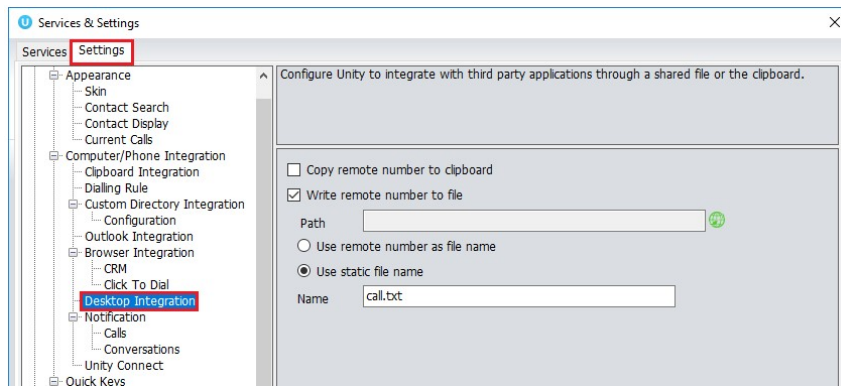 Services & Settings
Services Settings
Appearance
Skin
Contact Search
Contact Display
Current Calls
Computer/Phone Integration
Clipboard Integration
Dialling Rule
Custom Directory Integration
Configuration
Outlook Integration
Browser Integration
CRM
Click To Dial
Desktop Integration
Notification
Calls
Conversations
Unity Connect
Quick Keys
Configure Unity to integrate with third party applications through a shared file or the clipboard.
Copy remote number to clipboard
Write remote number to file
Path
Use remote number as file name
Use static file name
Name call.txt